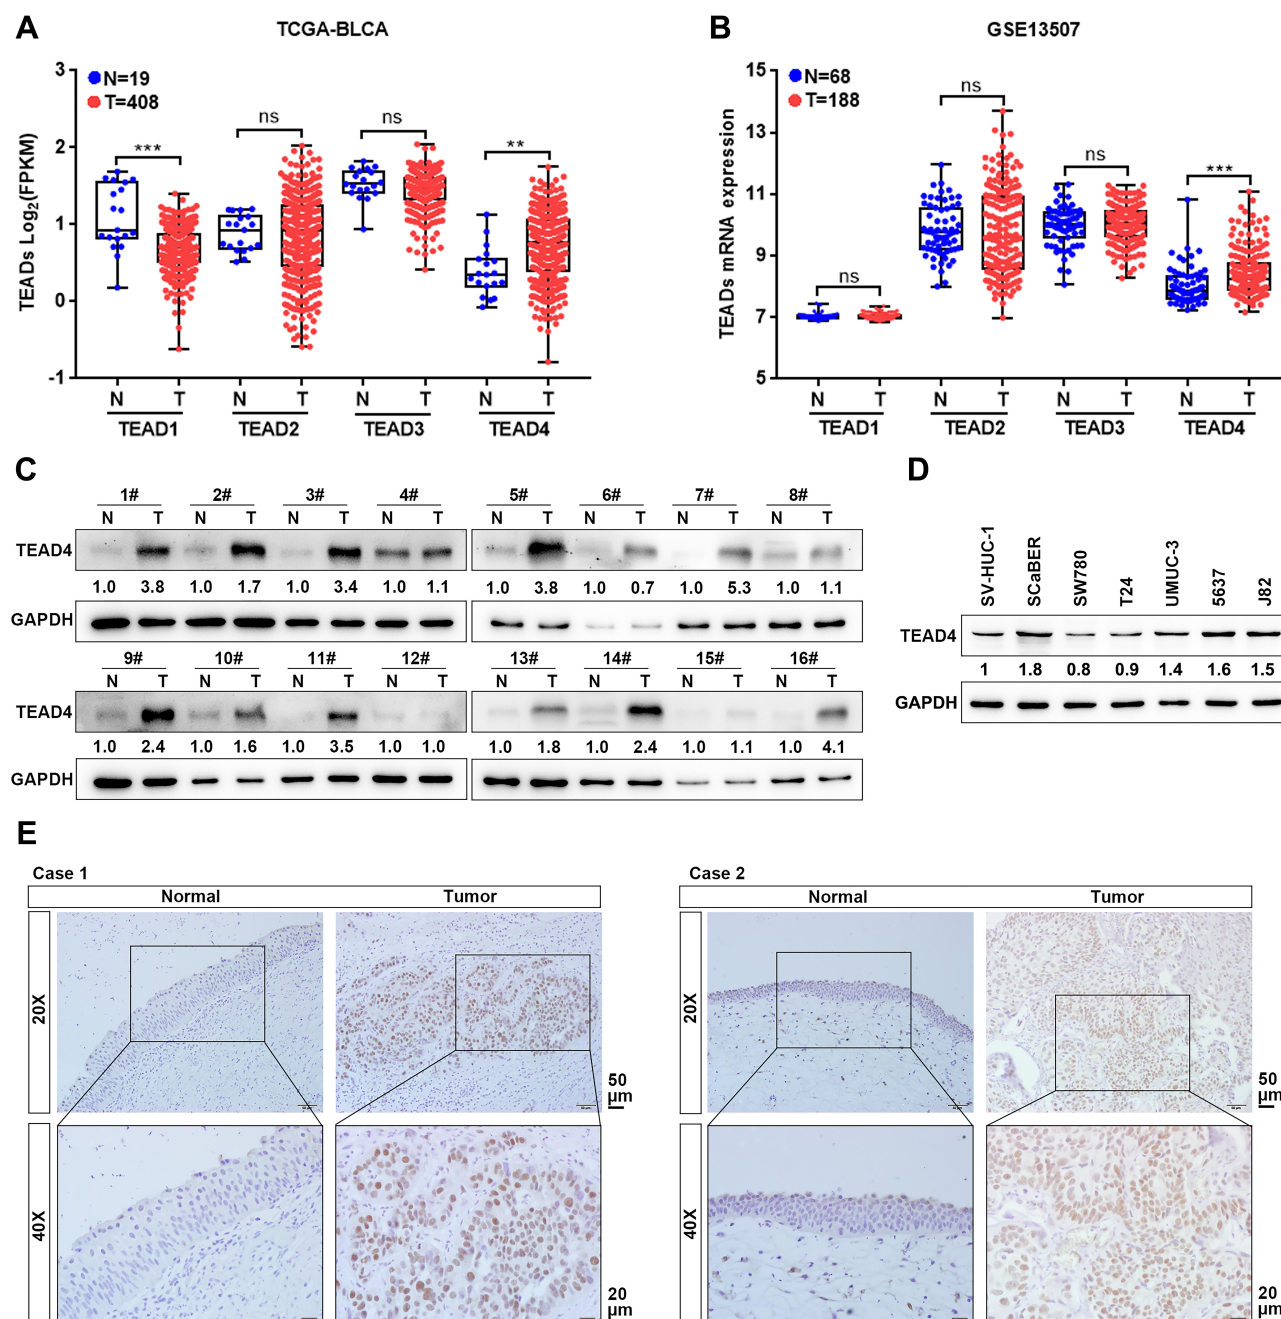 A
TCGA-BLCA
TEADs Log2(FPKM)
3
2
1
0
-1
N=19
T=408
***
ns
ns
**
N T N T N T N T
TEAD1 TEAD2 TEAD3 TEAD4
B
GSE13507
TEADs mRNA expression
15
13
11
9
7
5
N=68
T=188
ns
ns
ns
***
N T N T N T N T
TEAD1 TEAD2 TEAD3 TEAD4
C
1# 2# 3# 4# 5# 6# 7# 8#
N T N T N T N T N T N T N T N T
TEAD4
1.0 3.8 1.0 1.7 1.0 3.4 1.0 1.1 1.0 3.8 1.0 0.7 1.0 5.3 1.0 1.1
GAPDH
9# 10# 11# 12# 13# 14# 15# 16#
N T N T N T N T N T N T N T N T
TEAD4
1.0 2.4 1.0 1.6 1.0 3.5 1.0 1.0 1.0 1.8 1.0 2.4 1.0 1.1 1.0 4.1
GAPDH
D
SV-HUC-1 SCaBER SW780 T24 UMUC-3 5637 J82
TEAD4
1 1.8 0.8 0.9 1.4 1.6 1.5
GAPDH
E
Case 1
Normal Tumor
20X
50
μm
40X
20
μm
Case 2
Normal Tumor
20X
50
μm
40X
20
μm